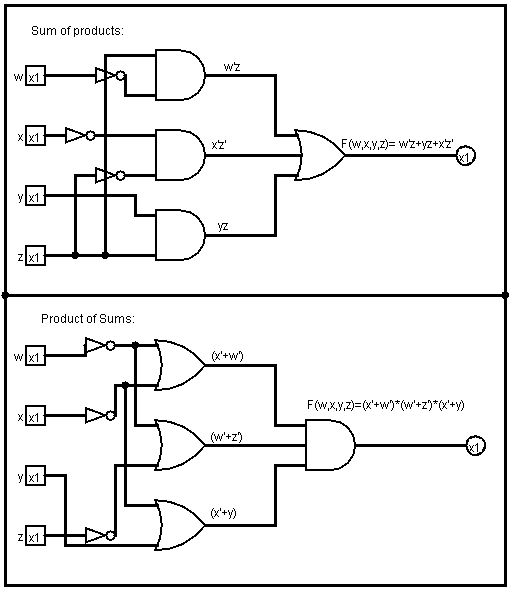 Sum of products:
w x1
w'z
x x1
x'z'
F(w,x,y,z)= w'z+yz+x'z'
x1
y x1
yz
z x1
Product of Sums:
w x1
(x'+w')
F(w,x,y,z)=(x'+w')*(w'+z')*(x'+y)
x x1
(w'+z')
x1
y x1
(x'+y)
z x1